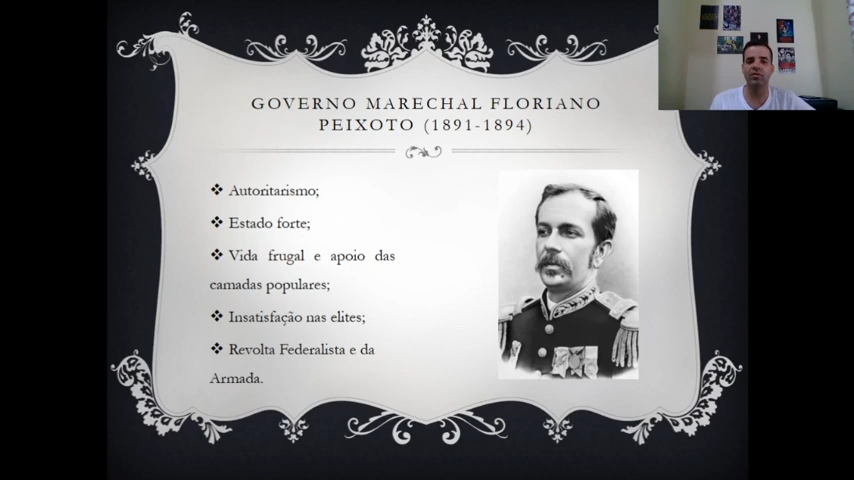 GOVERNO MARECHAL FLORIANO
PEIXOTO (1891-1894)
❖ Autoritarismo;
❖ Estado forte;
❖ Vida frugal e apoio das
camadas populares;
❖ Insatisfação nas elites;
❖ Revolta Federalista e da
Armada.